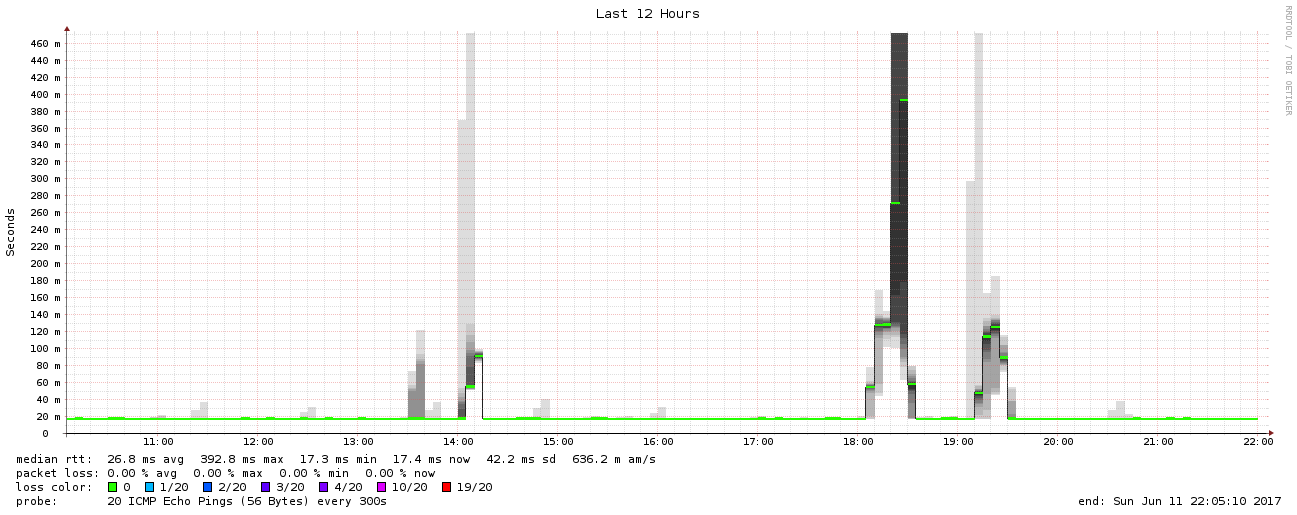 Last 12 Hours
RRDTOOL / TOBI OETIKER
Seconds
460 m
440 m
420 m
400 m
380 m
360 m
340 m
320 m
300 m
280 m
260 m
240 m
220 m
200 m
180 m
160 m
140 m
120 m
100 m
80 m
60 m
40 m
20 m
0
11:00 12:00 13:00 14:00 15:00 16:00 17:00 18:00 19:00 20:00 21:00 22:00
median rtt: 26.8 ms avg 392.8 ms max 17.3 ms min 17.4 ms now 42.2 ms sd 636.2 m am/s
packet loss: 0.00 % avg 0.00 % max 0.00 % min 0.00 % now
loss color: 0 1/20 2/20 3/20 4/20 10/20 19/20
probe: 20 ICMP Echo Pings (56 Bytes) every 300s end: Sun Jun 11 22:05:10 2017